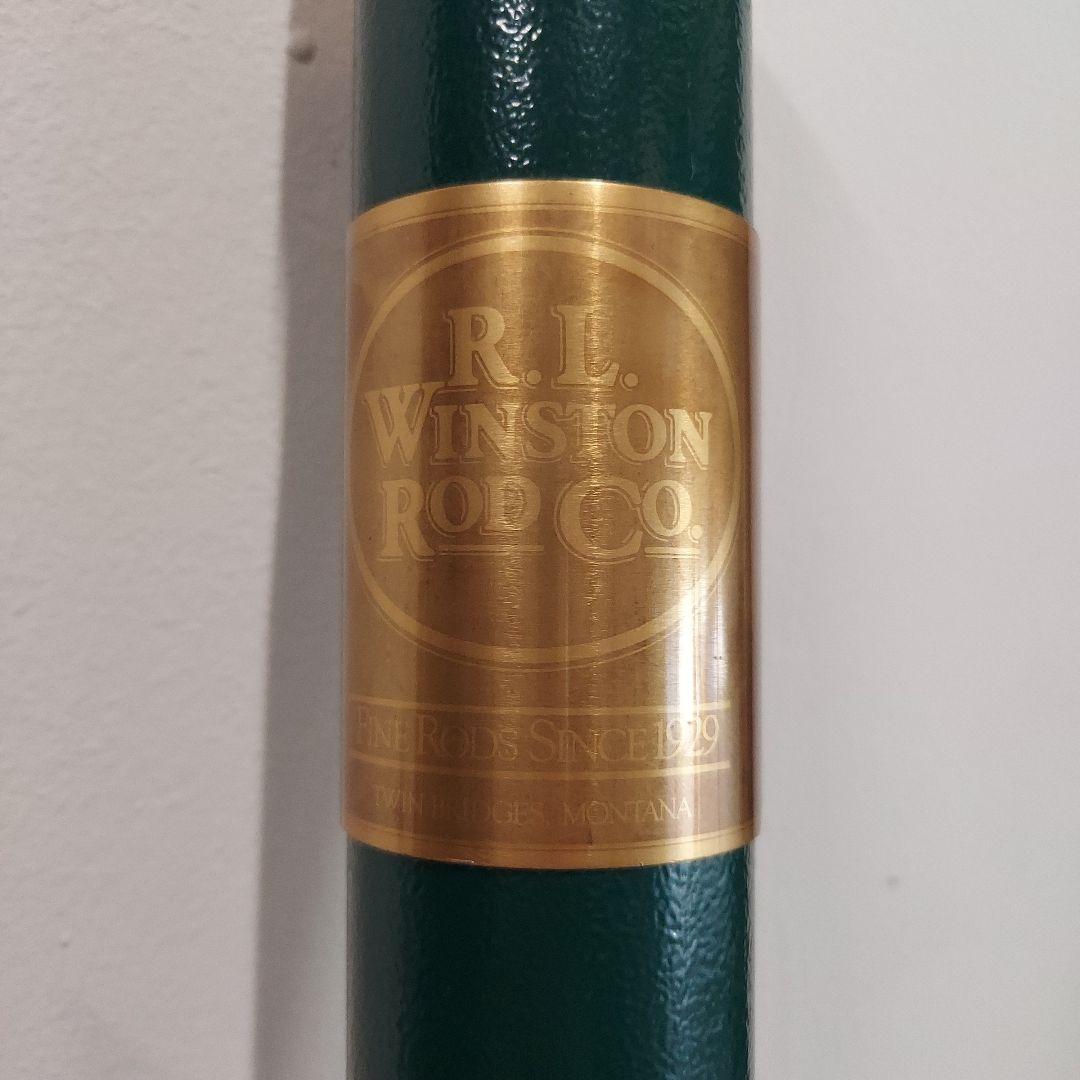 R. L.
WINSTON
ROD CO.
FINE RODS SINCE 1929
TWIN BRIDGES, MONTANA